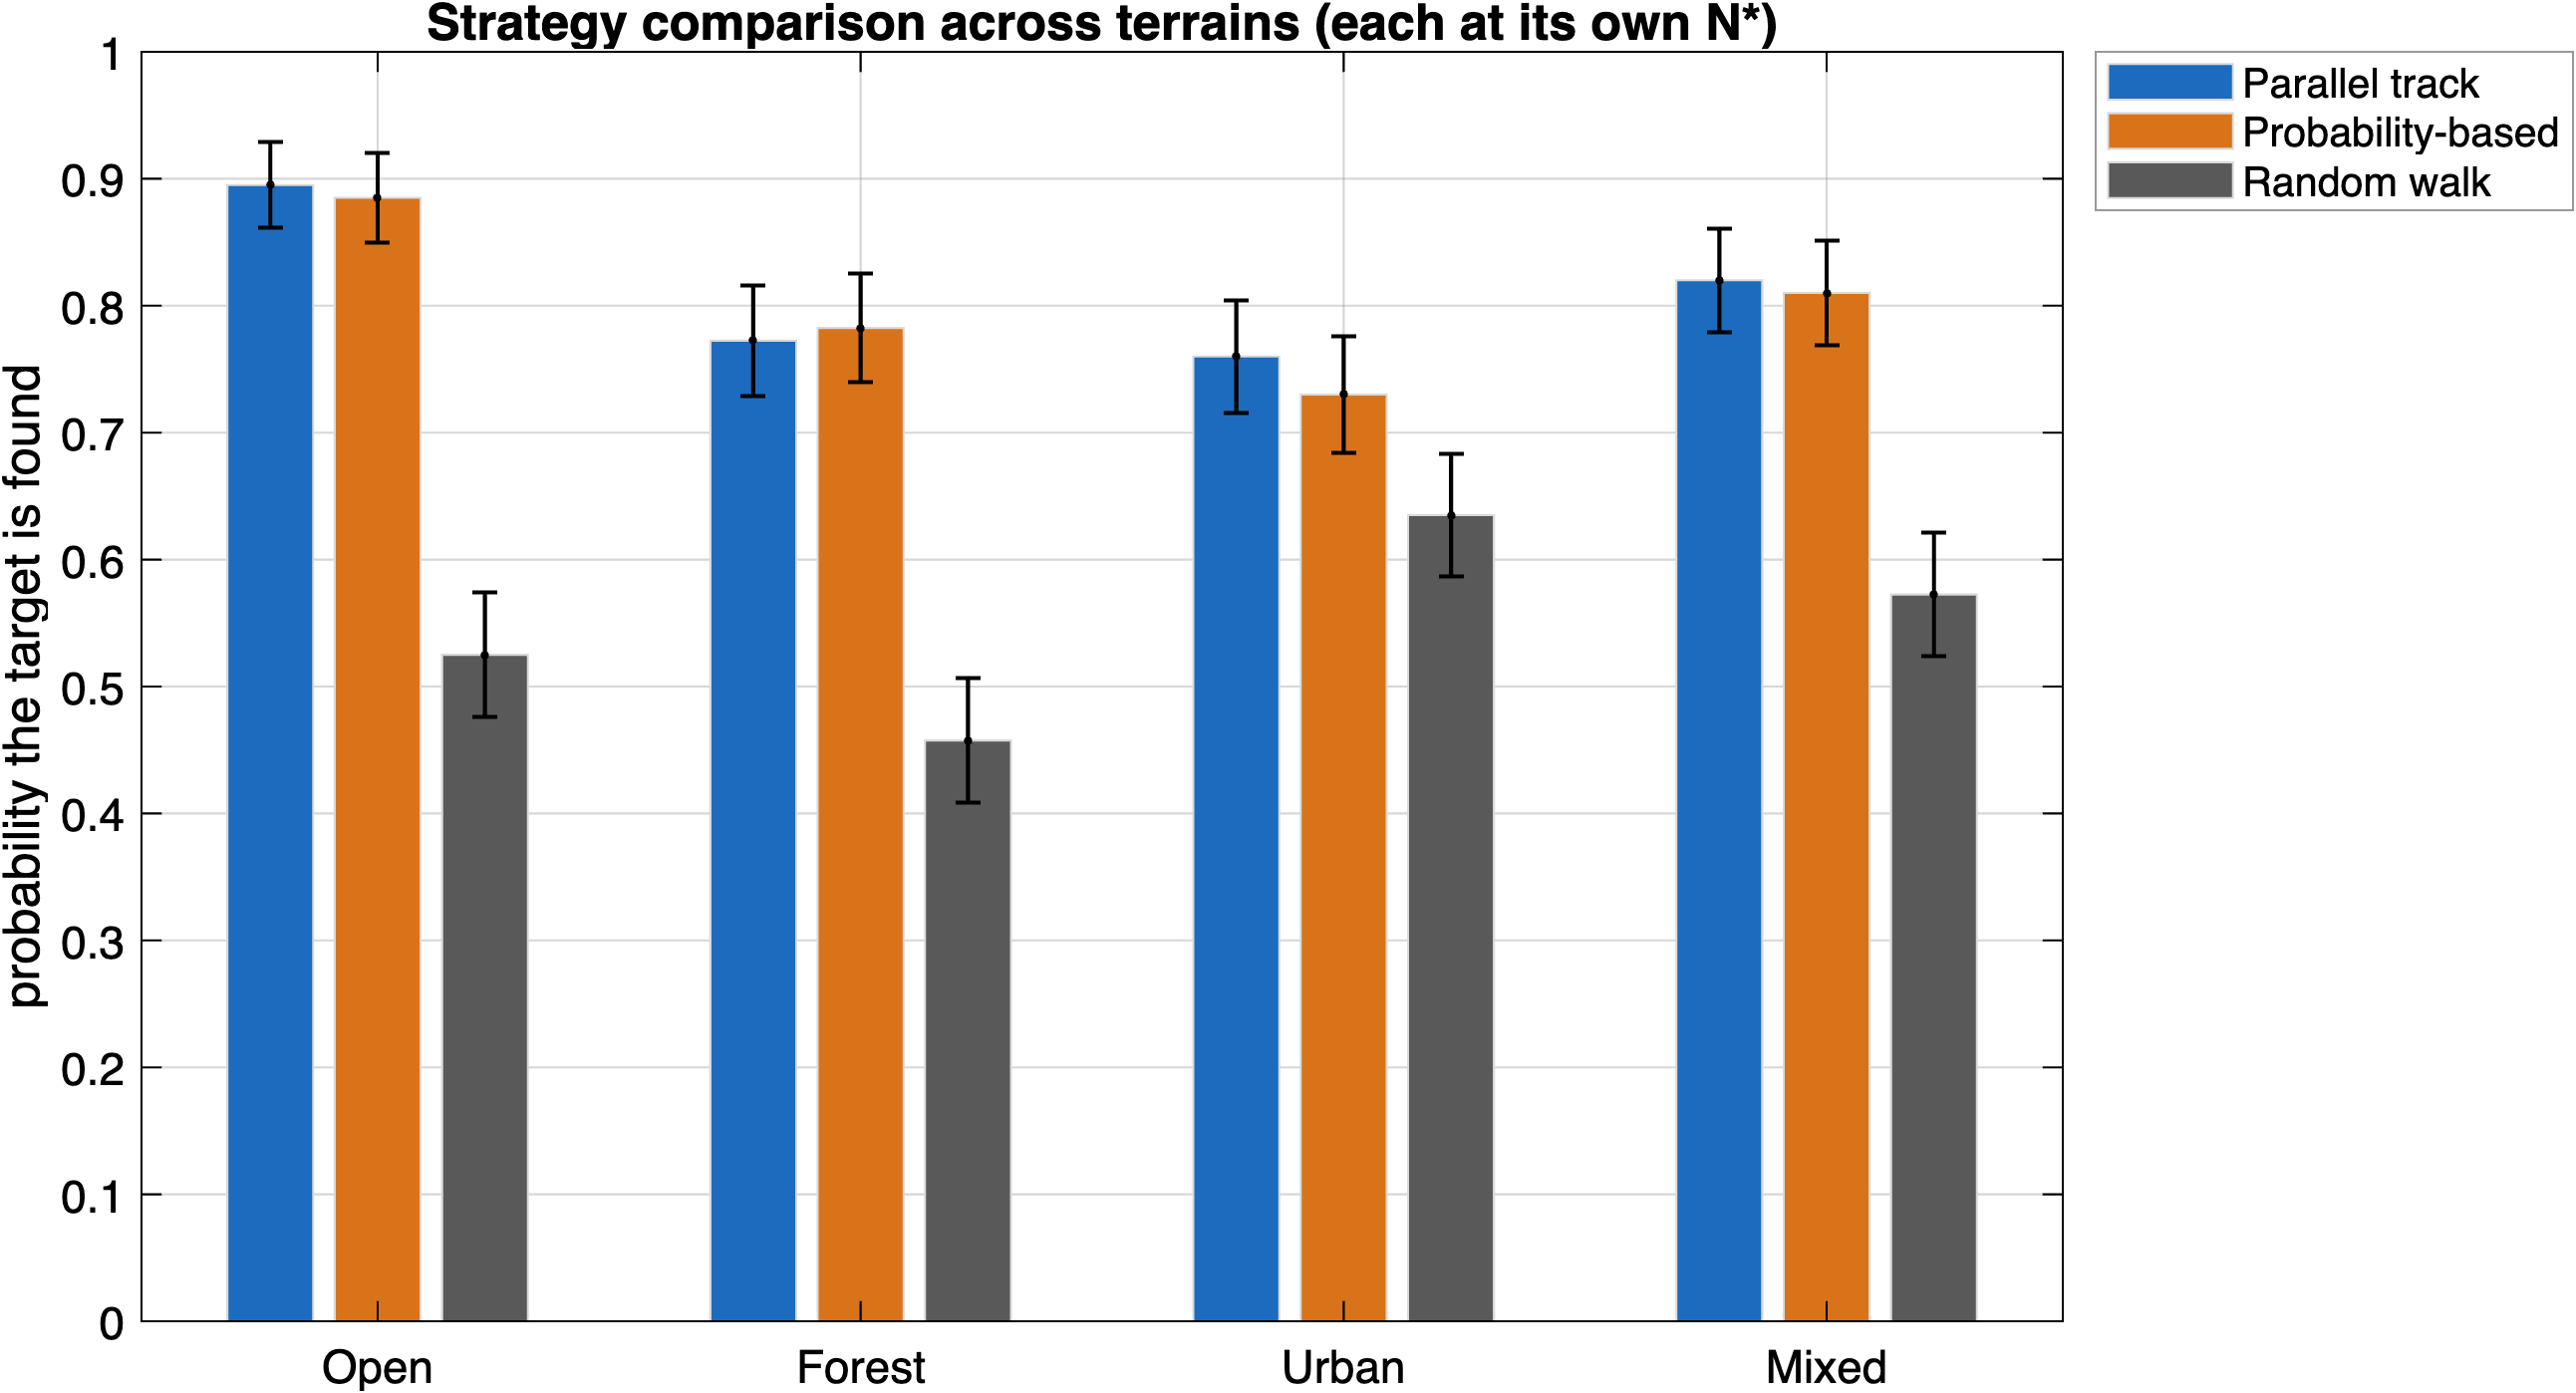 Strategy comparison across terrains (each at its own N*)
Parallel track
Probability-based
Random walk
probability the target is found
1
0.9
0.8
0.7
0.6
0.5
0.4
0.3
0.2
0.1
0
Open Forest Urban Mixed